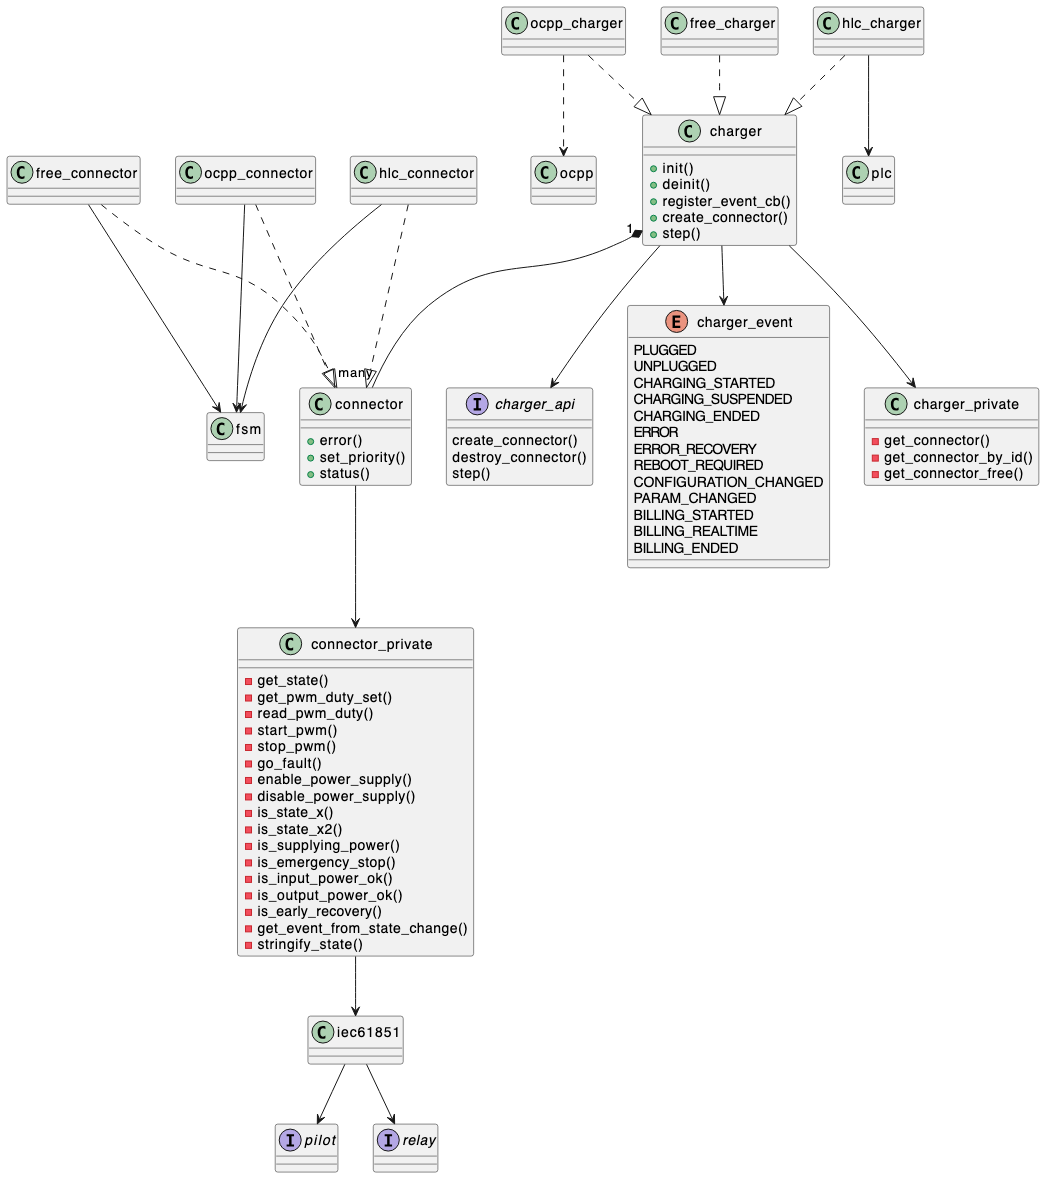 C ocpp_charger
C free_charger
C hlc_charger
C charger
init()
deinit()
register_event_cb()
create_connector()
step()
C free_connector
C ocpp_connector
C hlc_connector
C ocpp
C plc
1
many
C fsm
C connector
error()
set_priority()
status()
I charger_api
create_connector()
destroy_connector()
step()
E charger_event
PLUGGED
UNPLUGGED
CHARGING_STARTED
CHARGING_SUSPENDED
CHARGING_ENDED
ERROR
ERROR_RECOVERY
REBOOT_REQUIRED
CONFIGURATION_CHANGED
PARAM_CHANGED
BILLING_STARTED
BILLING_REALTIME
BILLING_ENDED
C charger_private
get_connector()
get_connector_by_id()
get_connector_free()
C connector_private
get_state()
get_pwm_duty_set()
read_pwm_duty()
start_pwm()
stop_pwm()
go_fault()
enable_power_supply()
disable_power_supply()
is_state_x()
is_state_x2()
is_supplying_power()
is_emergency_stop()
is_input_power_ok()
is_output_power_ok()
is_early_recovery()
get_event_from_state_change()
stringify_state()
C iec61851
I pilot
I relay